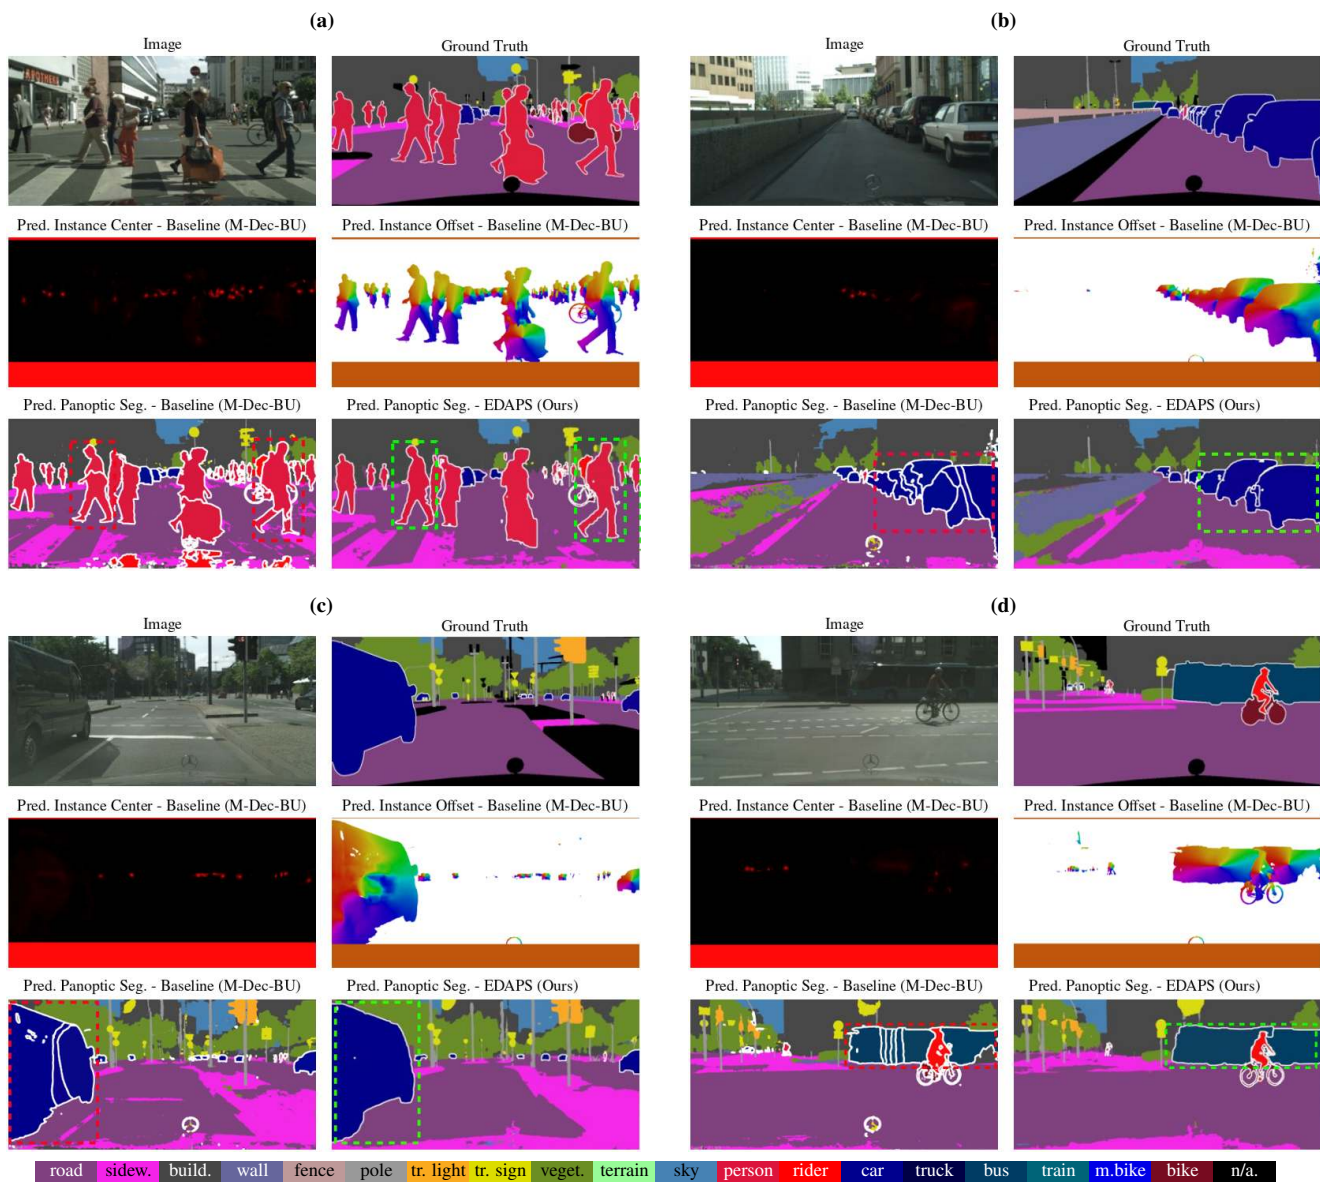 (a)
(b)
Image
Ground Truth
Image
Ground Truth
APOTHEKE
Pred. Instance Center - Baseline (M-Dec-BU)
Pred. Instance Offset - Baseline (M-Dec-BU)
Pred. Instance Center - Baseline (M-Dec-BU)
Pred. Instance Offset - Baseline (M-Dec-BU)
Pred. Panoptic Seg. - Baseline (M-Dec-BU)
Pred. Panoptic Seg. - EDAPS (Ours)
Pred. Panoptic Seg. - Baseline (M-Dec-BU)
Pred. Panoptic Seg. - EDAPS (Ours)
(c)
(d)
Image
Ground Truth
Image
Ground Truth
Pred. Instance Center - Baseline (M-Dec-BU)
Pred. Instance Offset - Baseline (M-Dec-BU)
Pred. Instance Center - Baseline (M-Dec-BU)
Pred. Instance Offset - Baseline (M-Dec-BU)
Pred. Panoptic Seg. - Baseline (M-Dec-BU)
Pred. Panoptic Seg. - EDAPS (Ours)
Pred. Panoptic Seg. - Baseline (M-Dec-BU)
Pred. Panoptic Seg. - EDAPS (Ours)
road sidew. build. wall fence pole tr. light tr. sign veget. terrain sky person rider car truck bus train m.bike bike n/a.